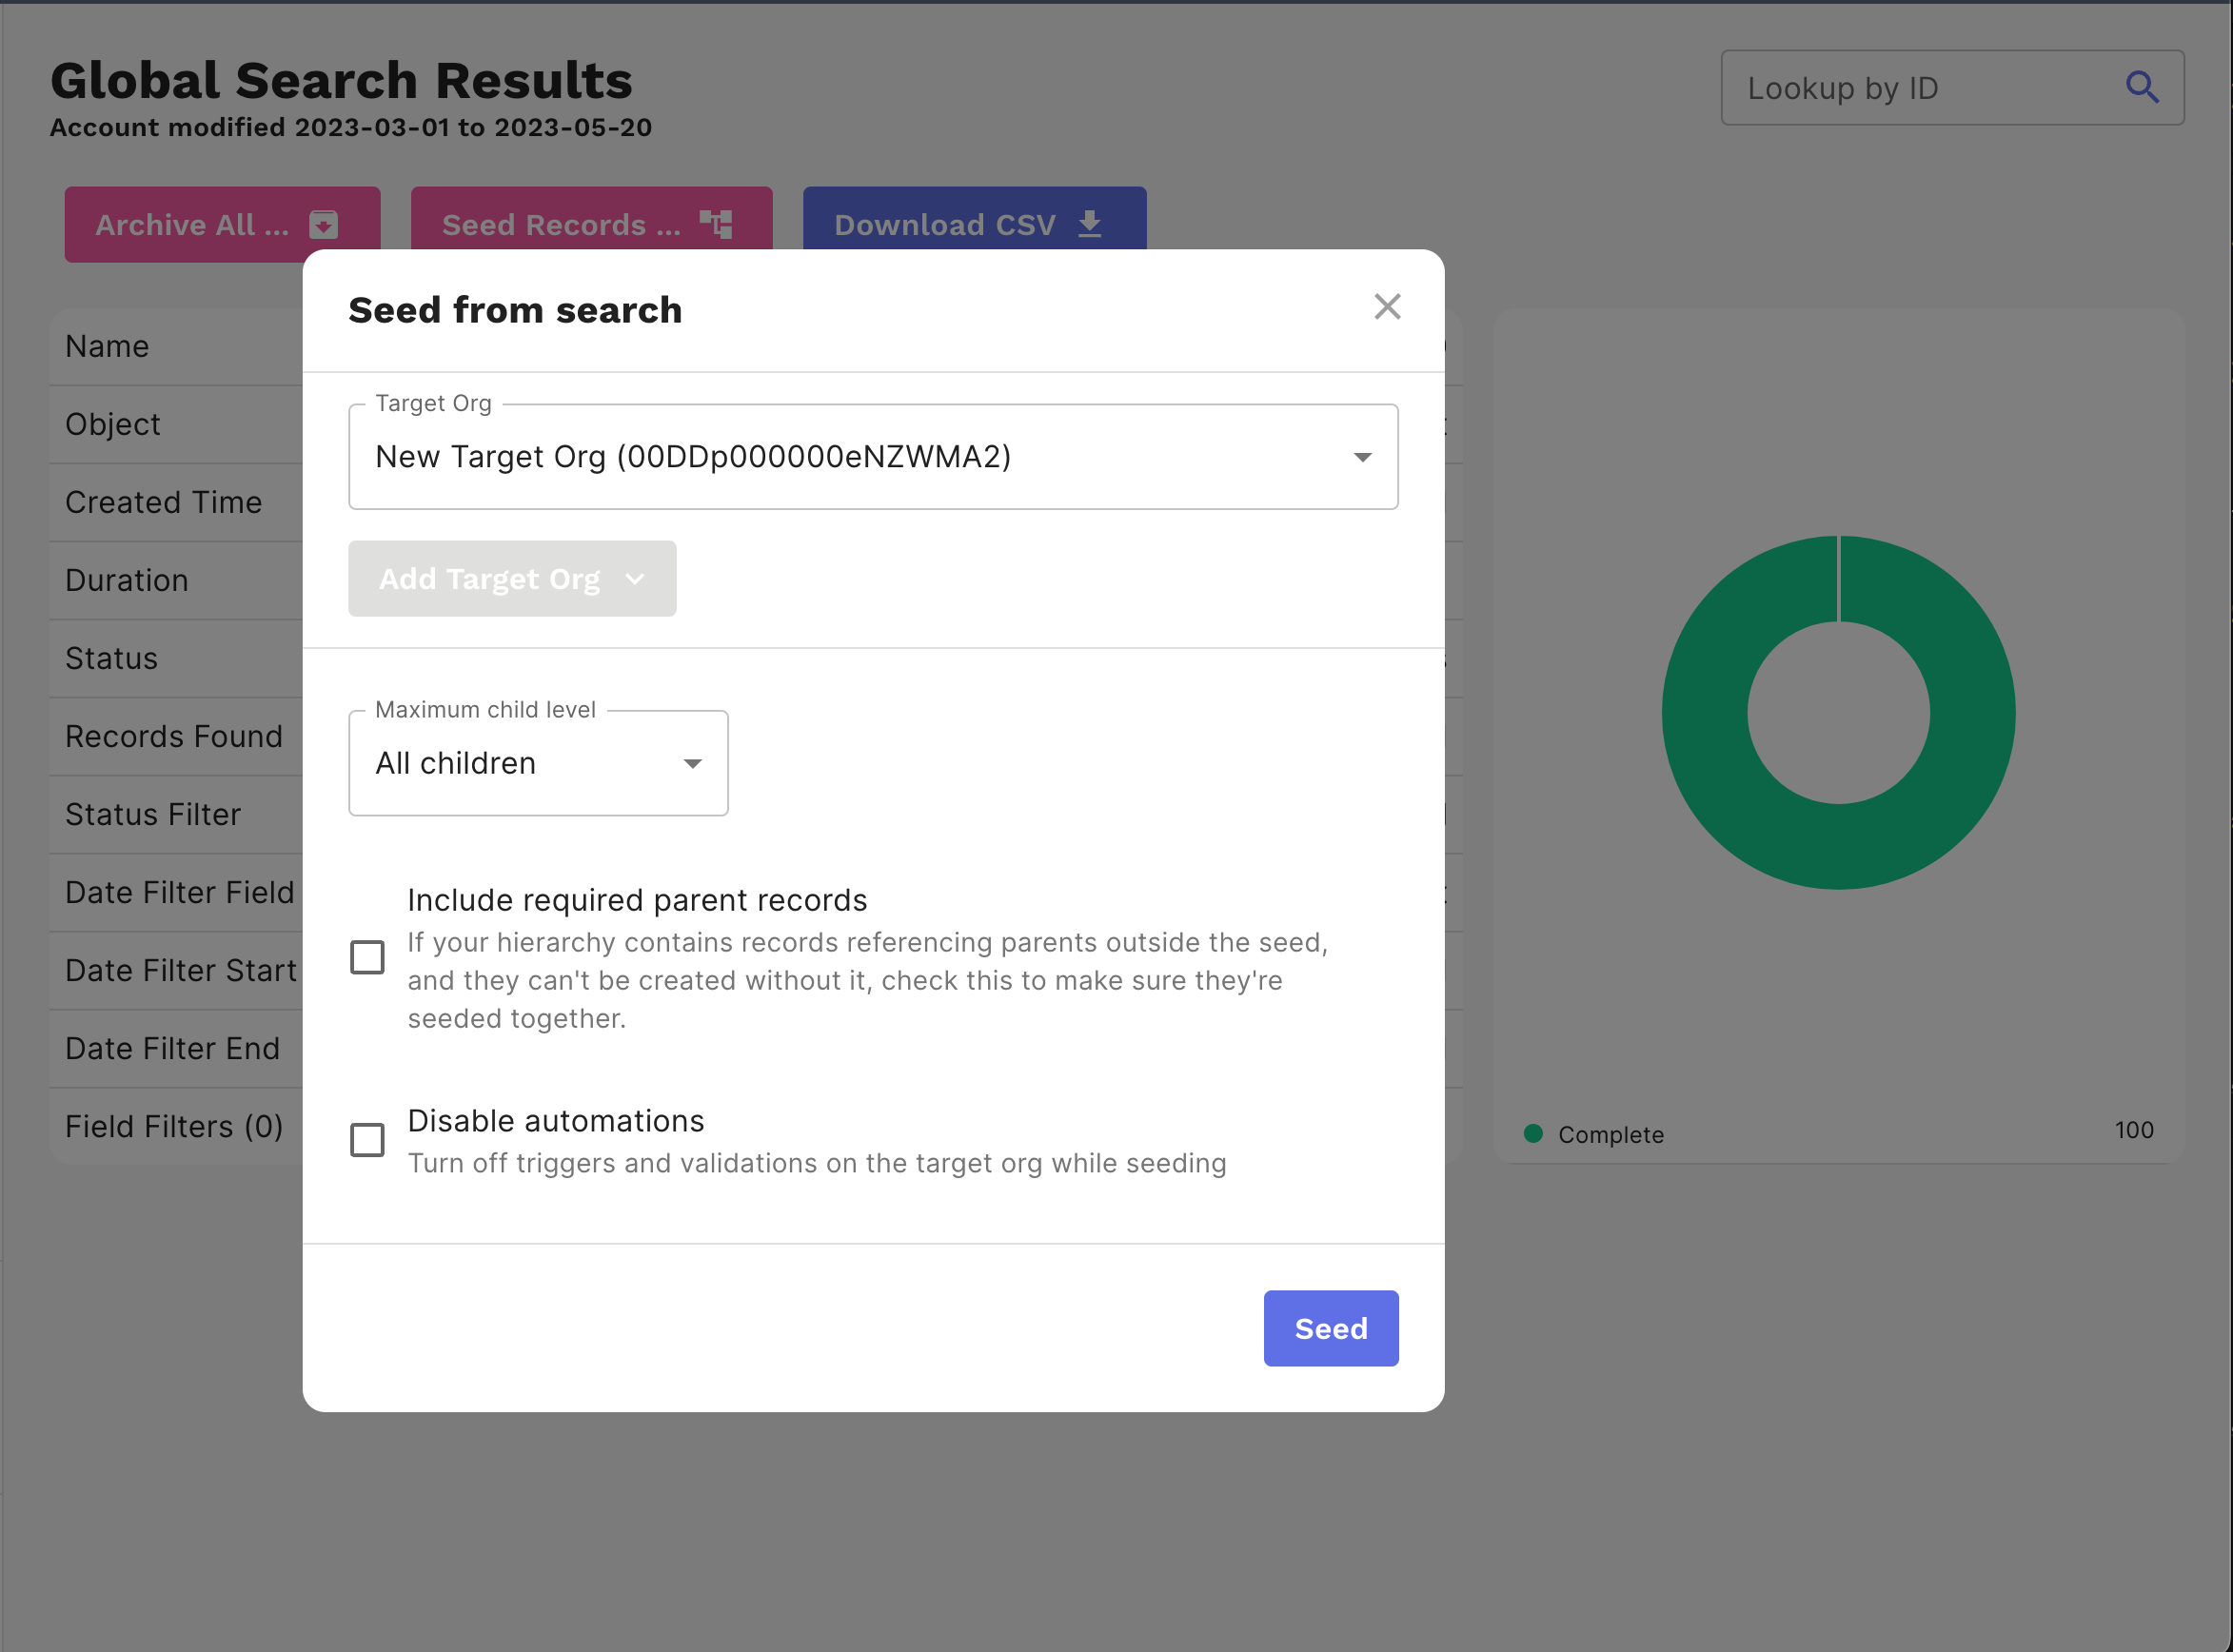 Global Search Results
Account modified 2023-03-01 to 2023-05-20
Lookup by ID
Archive All ...
Seed Records ...
Download CSV
Seed from search
Target Org
New Target Org (00DDp000000eNZWMA2)
Add Target Org
Maximum child level
All children
Include required parent records
If your hierarchy contains records referencing parents outside the seed,
and they can't be created without it, check this to make sure they're
seeded together.
Disable automations
Turn off triggers and validations on the target org while seeding
Seed
Name
Object
Created Time
Duration
Status
Records Found
Status Filter
Date Filter Field
Date Filter Start
Date Filter End
Field Filters (0)
Complete
100